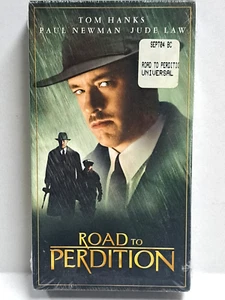 TOM HANKS
PAUL NEWMAN JUDE LAW
SEPT04 BC
ROAD TO PERDITIO
UNIVERSAL
ROAD TO
PERDITION